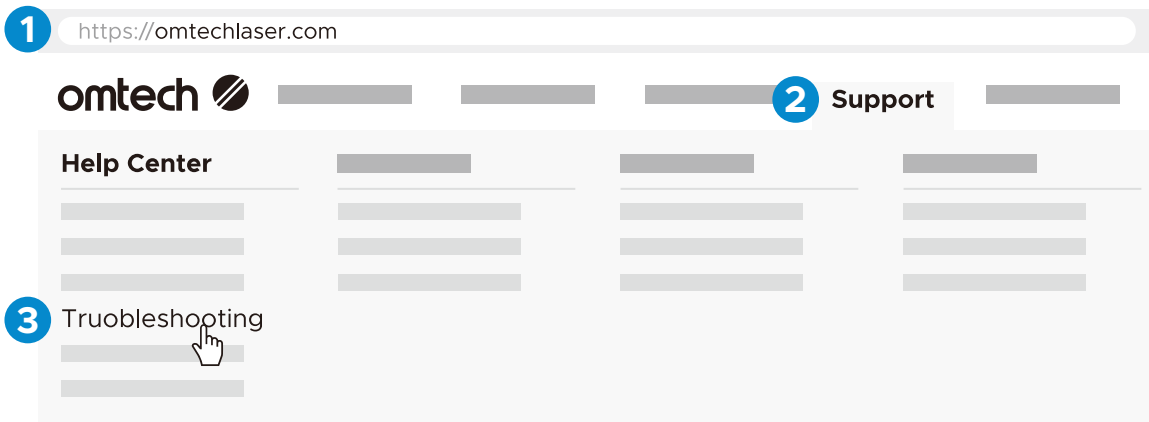 1
https://omtechlaser.com
omtech
2
Support
Help Center
3
Truobleshooting